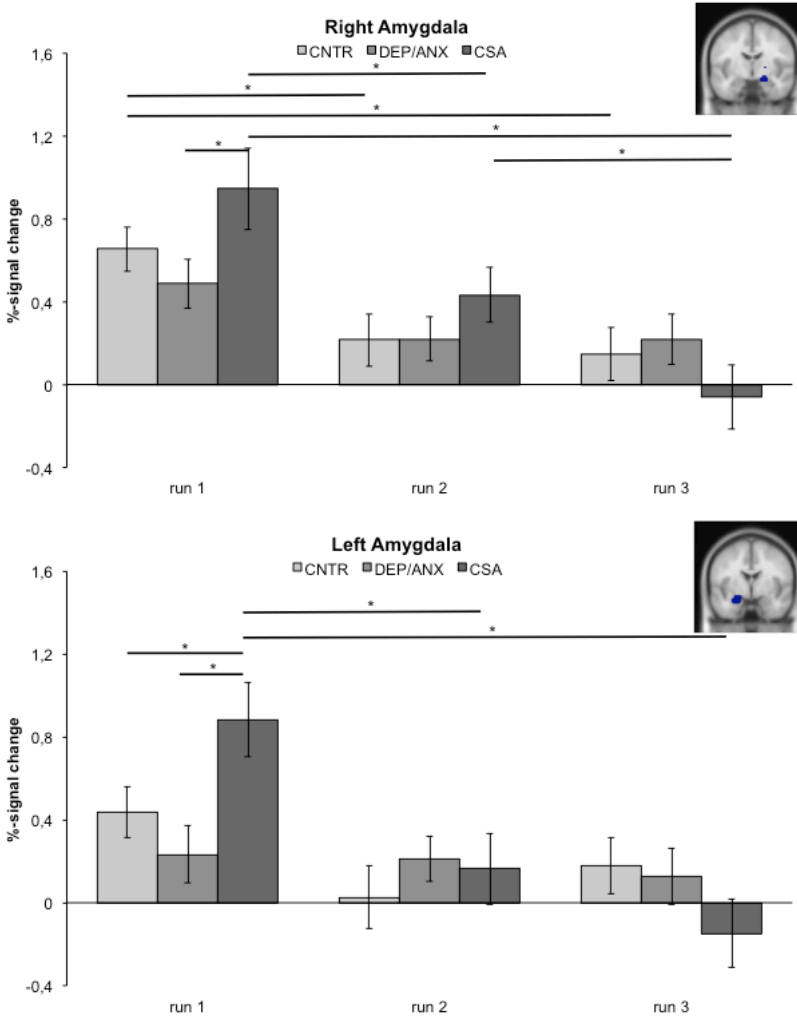 Right Amygdala
CNTR DEP/ANX CSA
1,6
*
*
*
1,2
*
*
*
0,8
%-signal change
0,4
0
-0,4
run 1 run 2 run 3
Left Amygdala
CNTR DEP/ANX CSA
1,6
*
*
1,2
*
*
0,8
%-signal change
0,4
0
-0,4
run 1 run 2 run 3